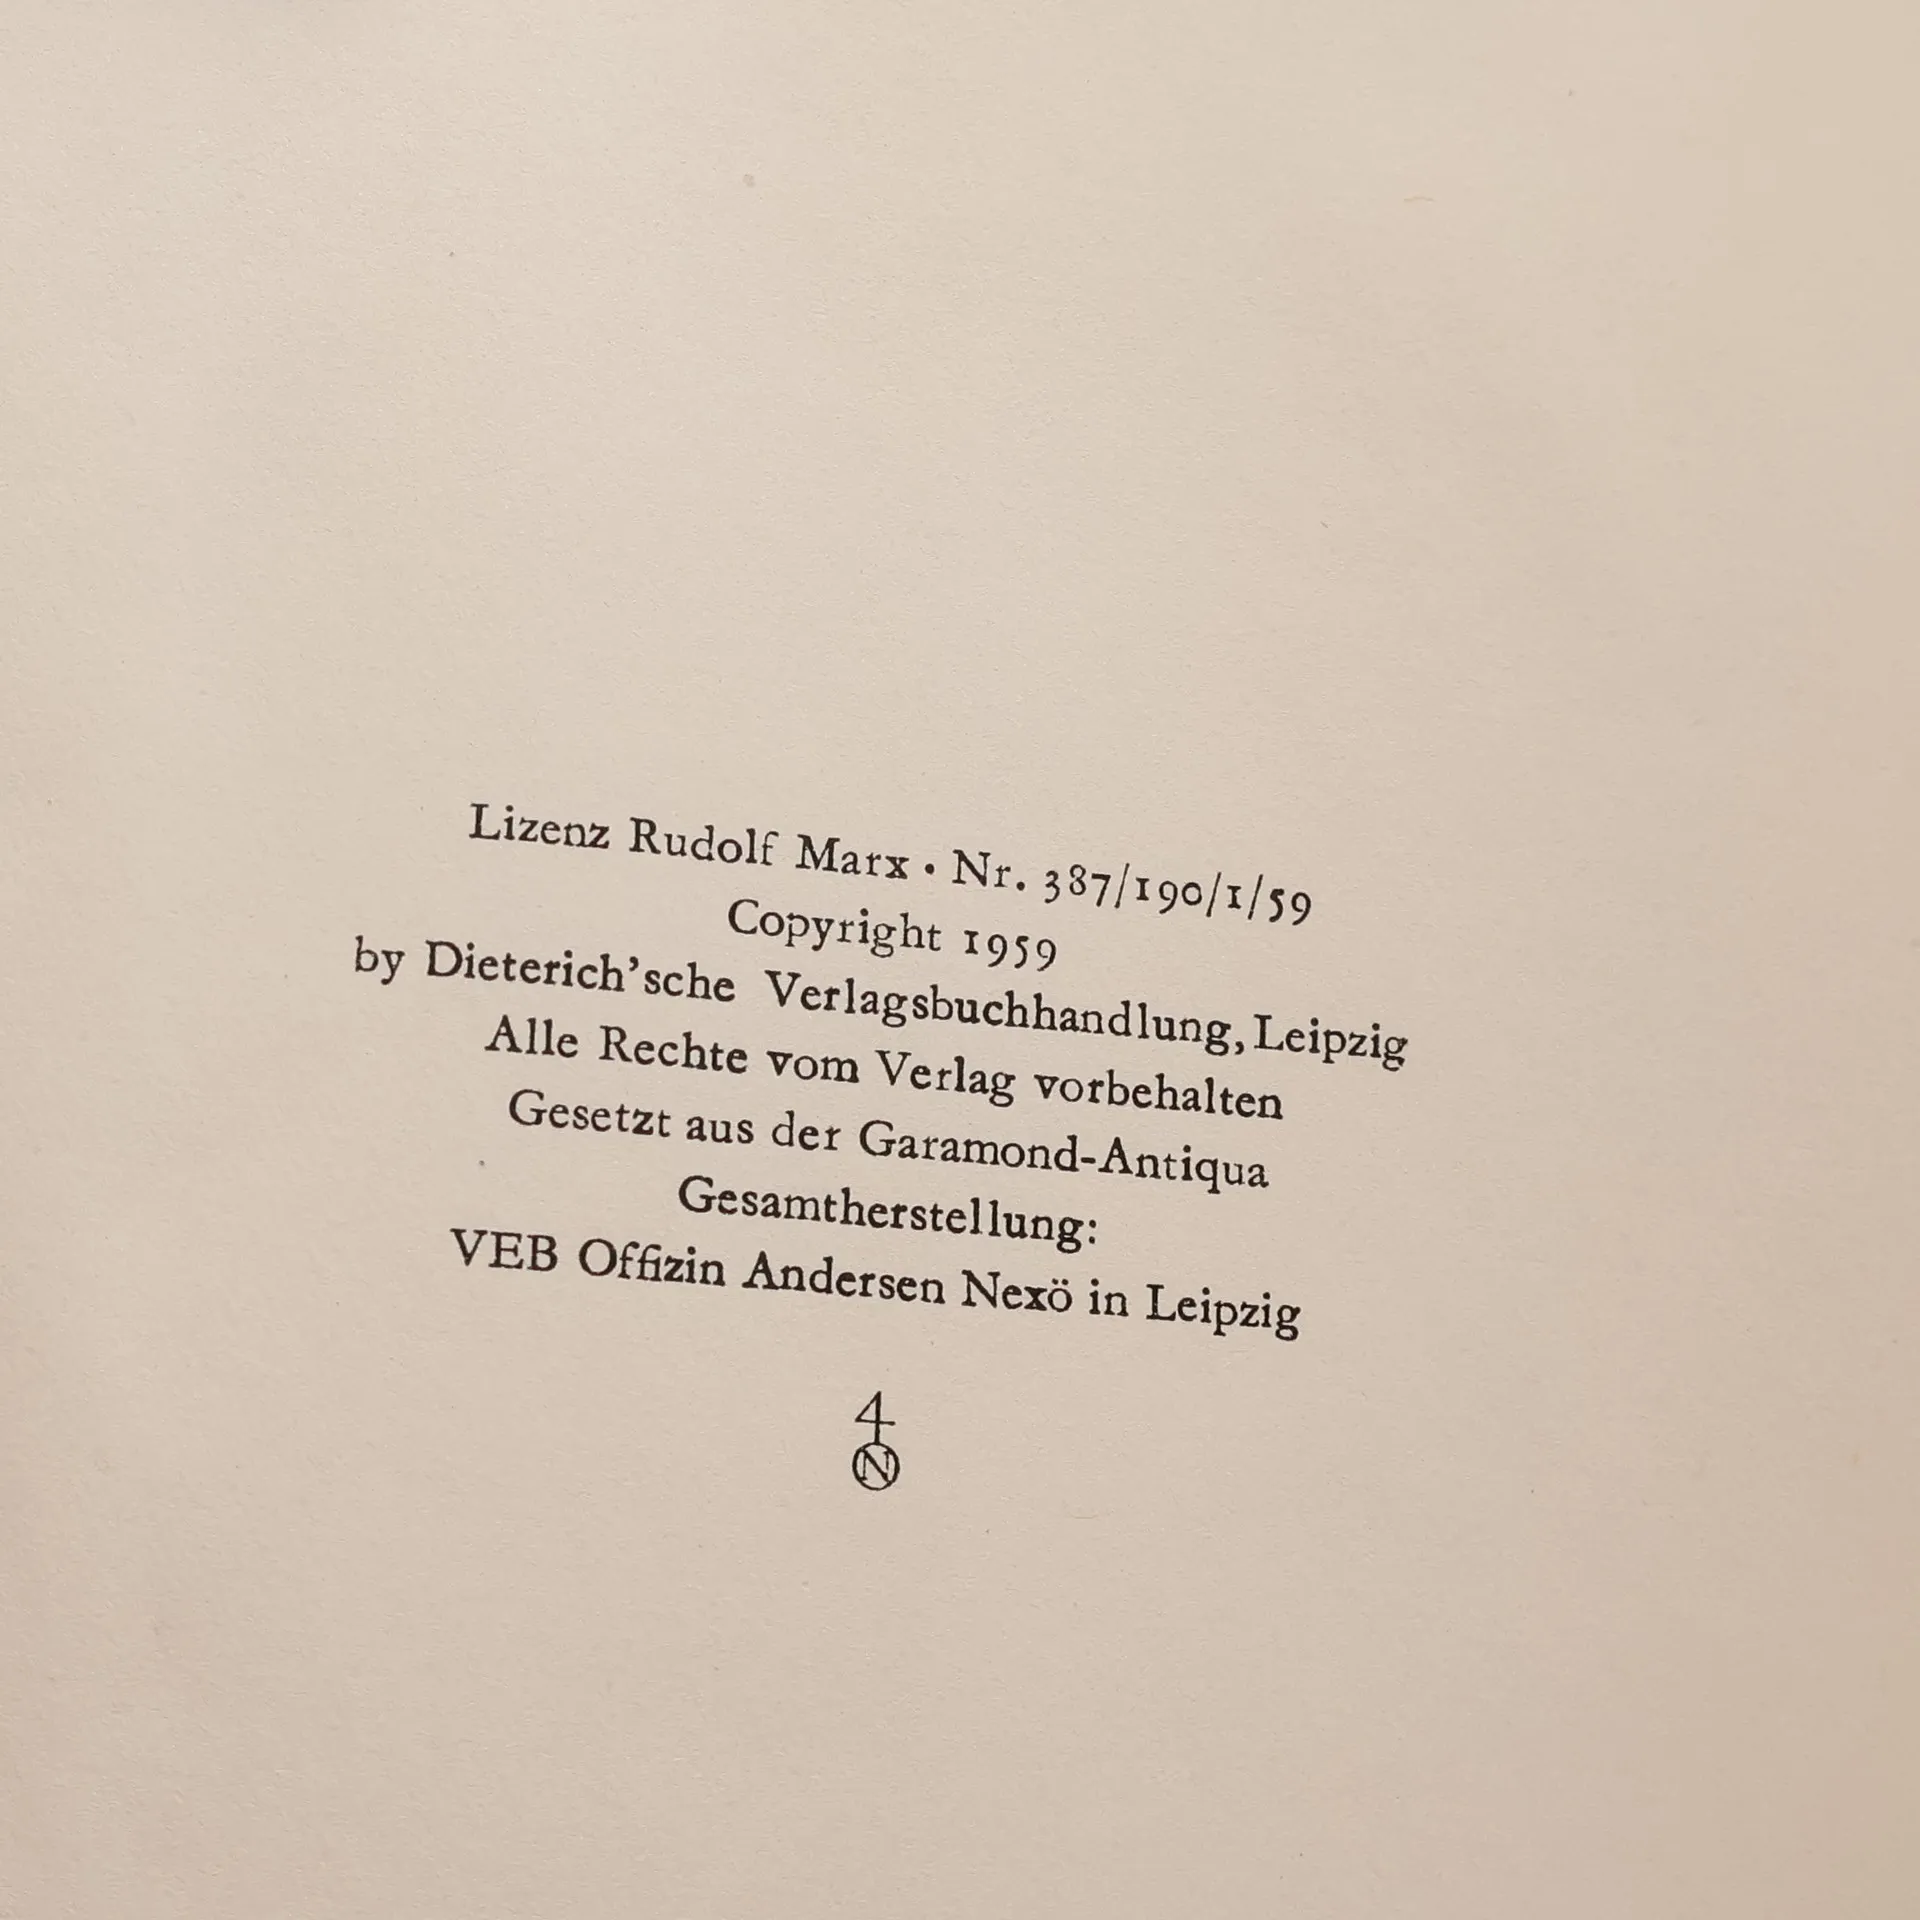 Lizenz Rudolf Marx · Nr. 387/190/1/59
Copyright 1959
by Dieterich’sche Verlagsbuchhandlung, Leipzig
Alle Rechte vom Verlag vorbehalten
Gesetzt aus der Garamond-Antiqua
Gesamtherstellung:
VEB Offizin Andersen Nexö in Leipzig
4
N